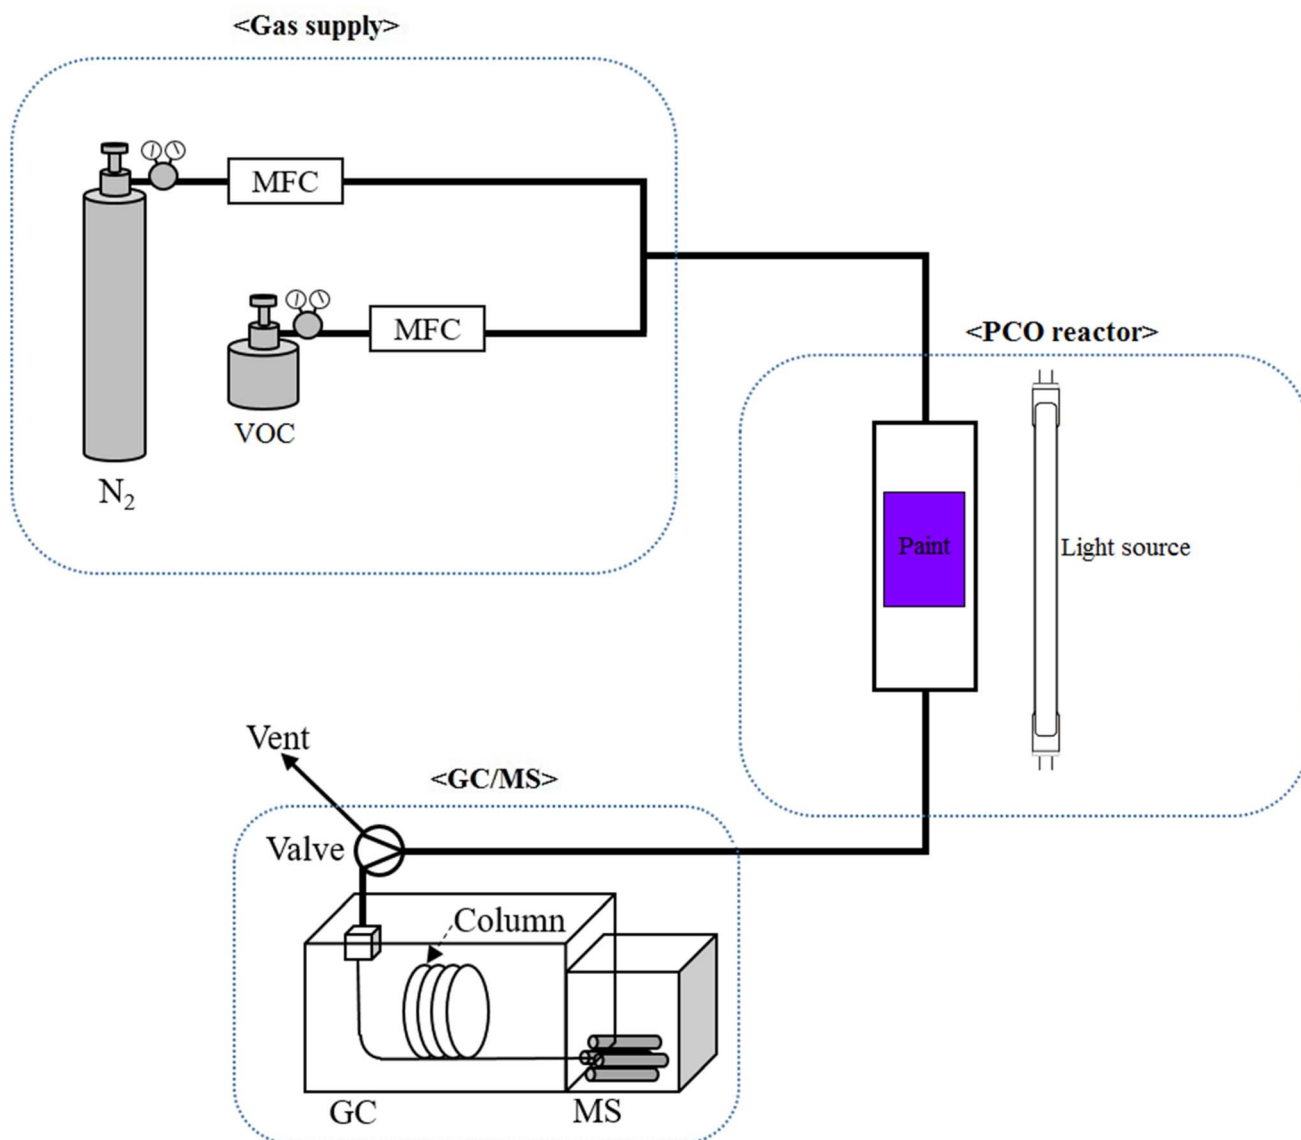 <Gas supply>
MFC
MFC
VOC
N₂
<PCO reactor>
Paint
Light source
Vent
<GC/MS>
Valve
Column
GC
MS